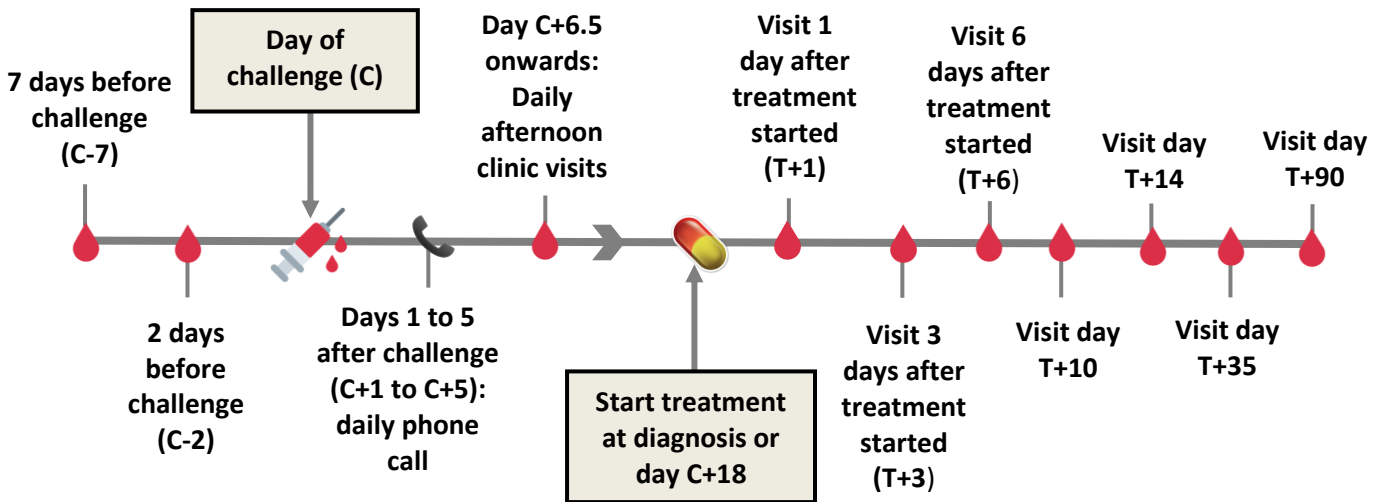 7 days before
challenge
(C-7)
2 days
before
challenge
(C-2)
Day of
challenge (C)
Days 1 to 5
after challenge
(C+1 to C+5):
daily phone
call
Day C+6.5
onwards:
Daily
afternoon
clinic visits
Start treatment
at diagnosis or
day C+18
Visit 1
day after
treatment
started
(T+1)
Visit 3
days after
treatment
started
(T+3)
Visit 6
days after
treatment
started
(T+6)
Visit day
T+10
Visit day
T+14
Visit day
T+35
Visit day
T+90